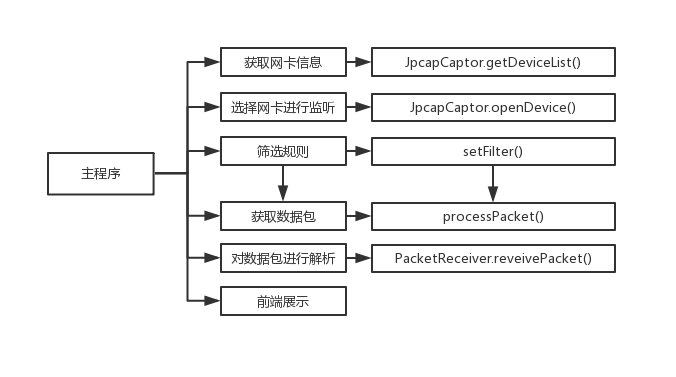 获取网卡信息 JpcapCaptor.getDeviceList()
选择网卡进行监听 JpcapCaptor.openDevice()
筛选规则 setFilter()
主程序
获取数据包 processPacket()
对数据包进行解析 PacketReceiver.reveivePacket()
前端展示